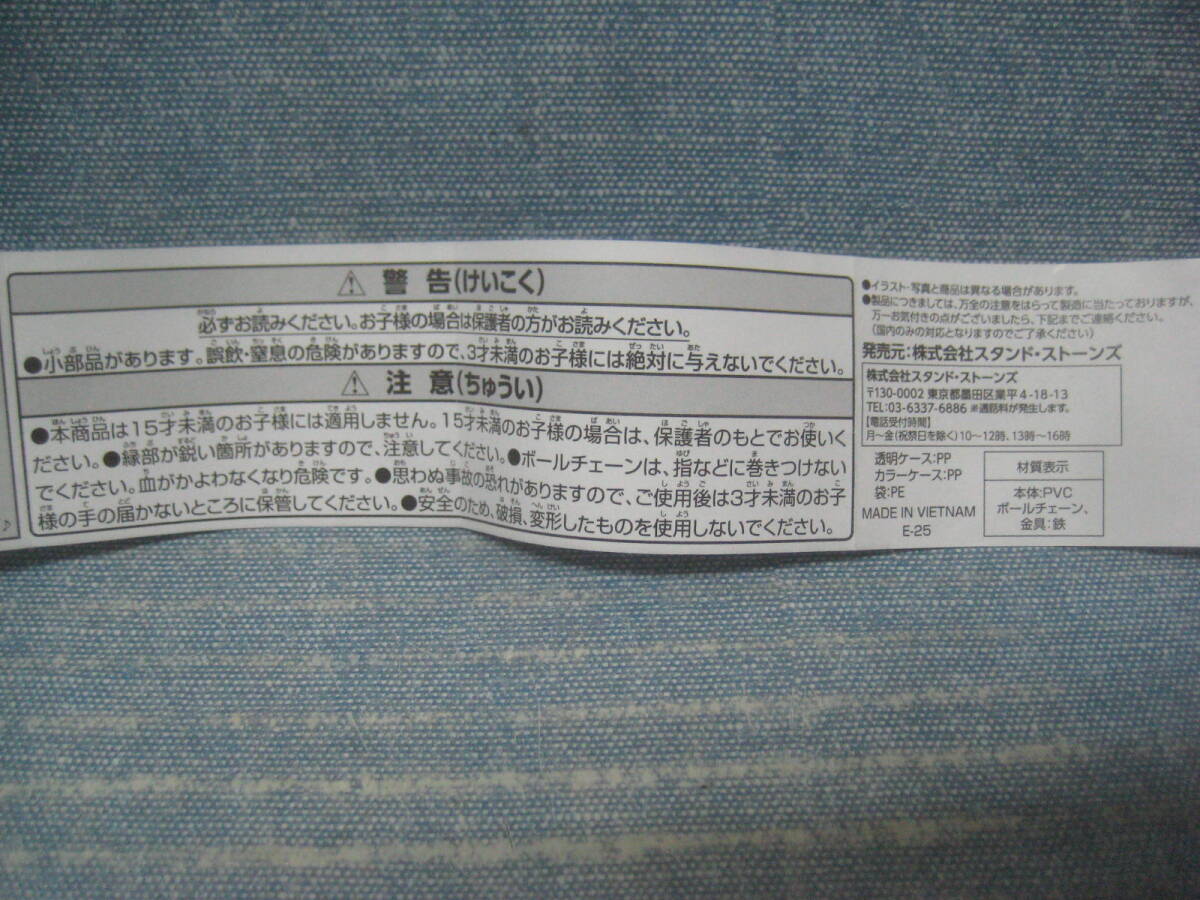 ⚠ 警告(けいこく)
必ずお読みください。お子様の場合は保護者の方がお読みください。
●小部品があります。誤飲・窒息の危険がありますので、3才未満のお子様には絶対に与えないでください。
⚠ 注意(ちゅうい)
●本商品は15才未満のお子様には適用しません。15才未満のお子様の場合は、保護者のもとでお使いく
ださい。●縁部が鋭い箇所がありますので、注意してください。●ボールチェーンは、指などに巻きつけない
でください。血がかよわなくなり危険です。●思わぬ事故の恐れがありますので、ご使用後は3才未満のお子
様の手の届かないところに保管してください。●安全のため、破損、変形したものを使用しないでください。
♪
●イラスト・写真と商品は異なる場合があります。
●製品につきましては、万全の注意をはらって製造に当たっておりますが、
万一お気付きの点がございましたら、下記までご連絡ください。
(国内のみの対応となりますのでご了承ください)
発売元：株式会社スタンド・ストーンズ
株式会社スタンド・ストーンズ
〒130-0002 東京都墨田区業平4-18-13
TEL:03-6337-6886 ※通話料が発生します。
【電話受付時間】
月～金(祝祭日を除く)10～12時、13時～16時
透明ケース:PP
カラーケース:PP
袋:PE
MADE IN VIETNAM
E-25
材質表示
本体:PVC
ボールチェーン、
金具:鉄